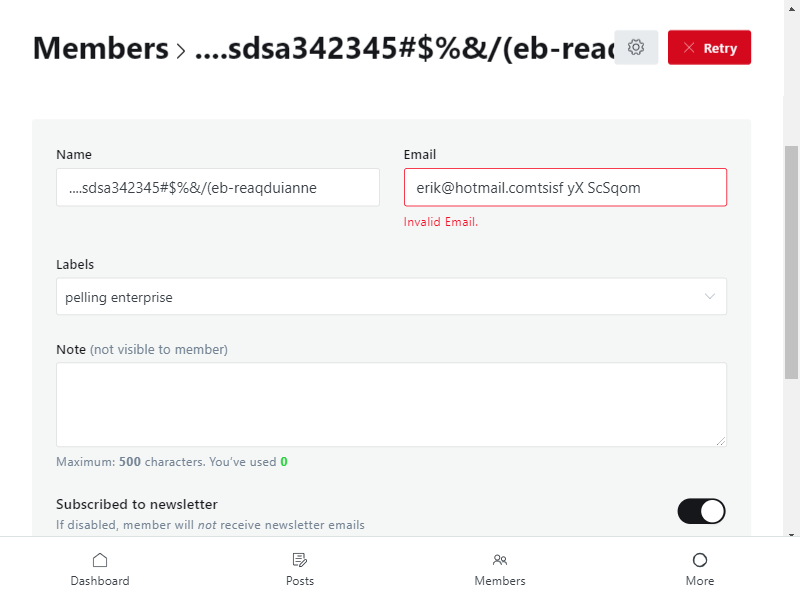 Members > ....sdsa342345#$%&/(eb-reaq
Retry
Name
....sdsa342345#$%&/(eb-reaqduianne
Email
erik@hotmail.comtsisf yX ScSqom
Invalid Email.
Labels
pelling enterprise
Note (not visible to member)
Maximum: 500 characters. You've used 0
Subscribed to newsletter
If disabled, member will not receive newsletter emails
Dashboard
Posts
Members
More